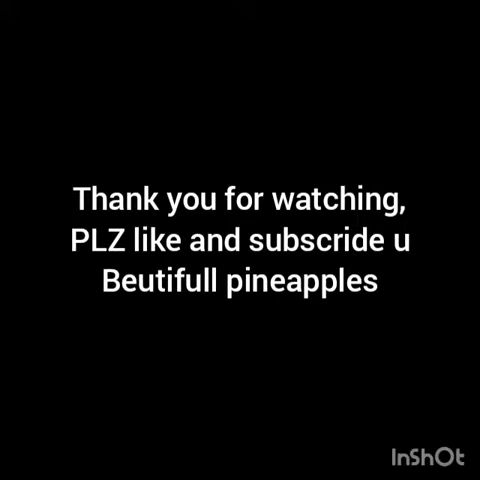 Thank you for watching,
PLZ like and subscride u
Beutifull pineapples
InShOt